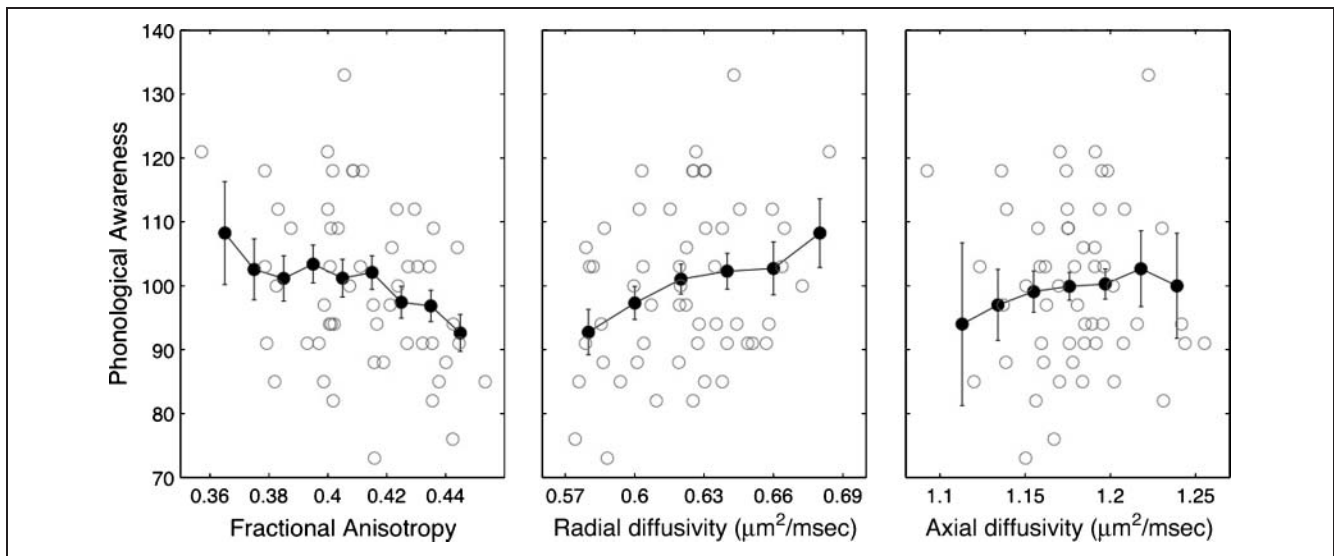 140
130
120
110
100
90
80
70
Phonological Awareness
0.36 0.38 0.4 0.42 0.44
Fractional Anisotropy
0.57 0.6 0.63 0.66 0.69
Radial diffusivity (μm²/msec)
1.1 1.15 1.2 1.25
Axial diffusivity (μm²/msec)